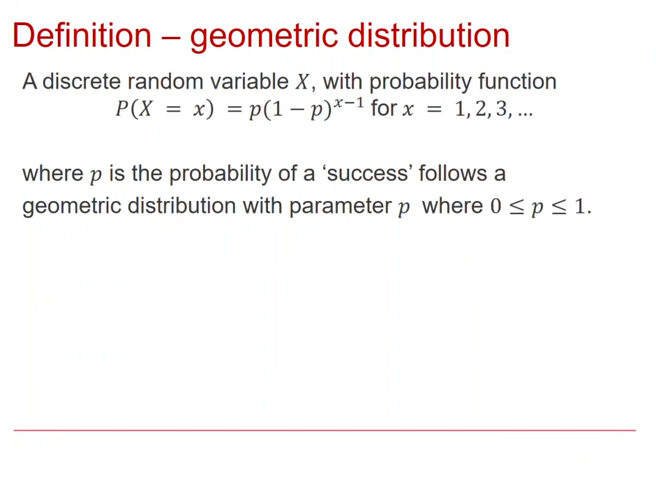 Definition – geometric distribution
A discrete random variable X, with probability function
P(X = x) = p(1 − p)^{x−1} for x = 1, 2, 3, …
where p is the probability of a ‘success’ follows a
geometric distribution with parameter p where 0 ≤ p ≤ 1.